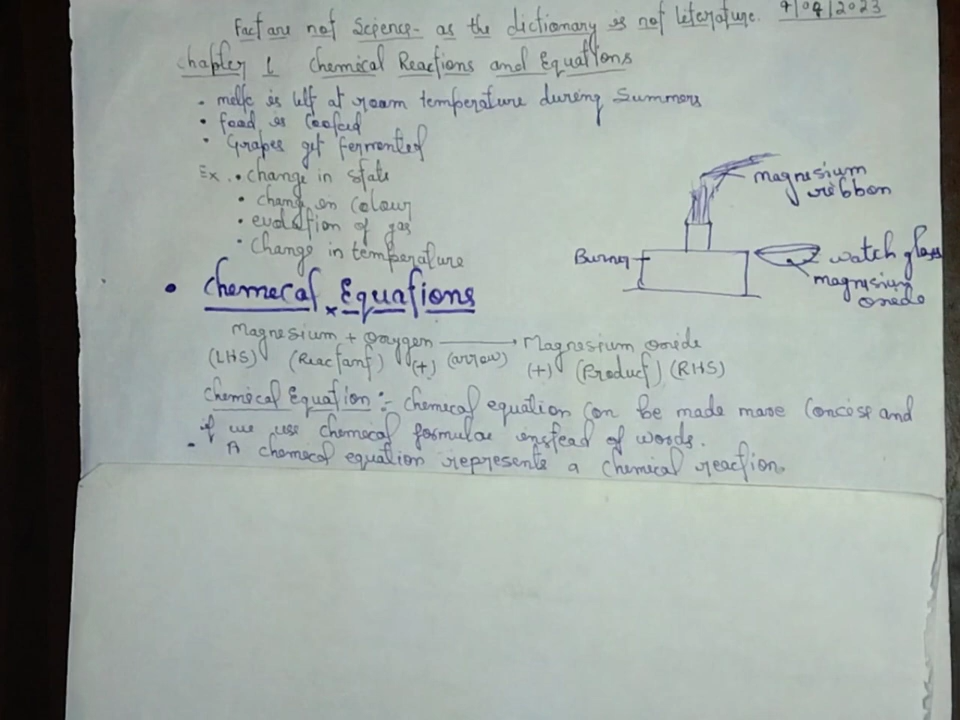 Fact are not Science - as the dictionary is not literature. 9/09/2023
Chapter 1 Chemical Reactions and Equations
• milk is left at room temperature during Summers
• food is Cooked
• Grapes get fermented
Ex. • Change in state
• change in Colour
• evolution of gas
• Change in temperature
magnesium
ribbon
Burner
watch glass
magnesium
oxide
• Chemical Equations
Magnesium + Oxygen → Magnesium Oxide
(LHS) (Reactant) (+) (arrow) (+) (Product) (RHS)
Chemical Equation :- Chemical equation Can be made more Concise and
if we use chemical formulae instead of words.
• A chemical equation represents a chemical reaction.